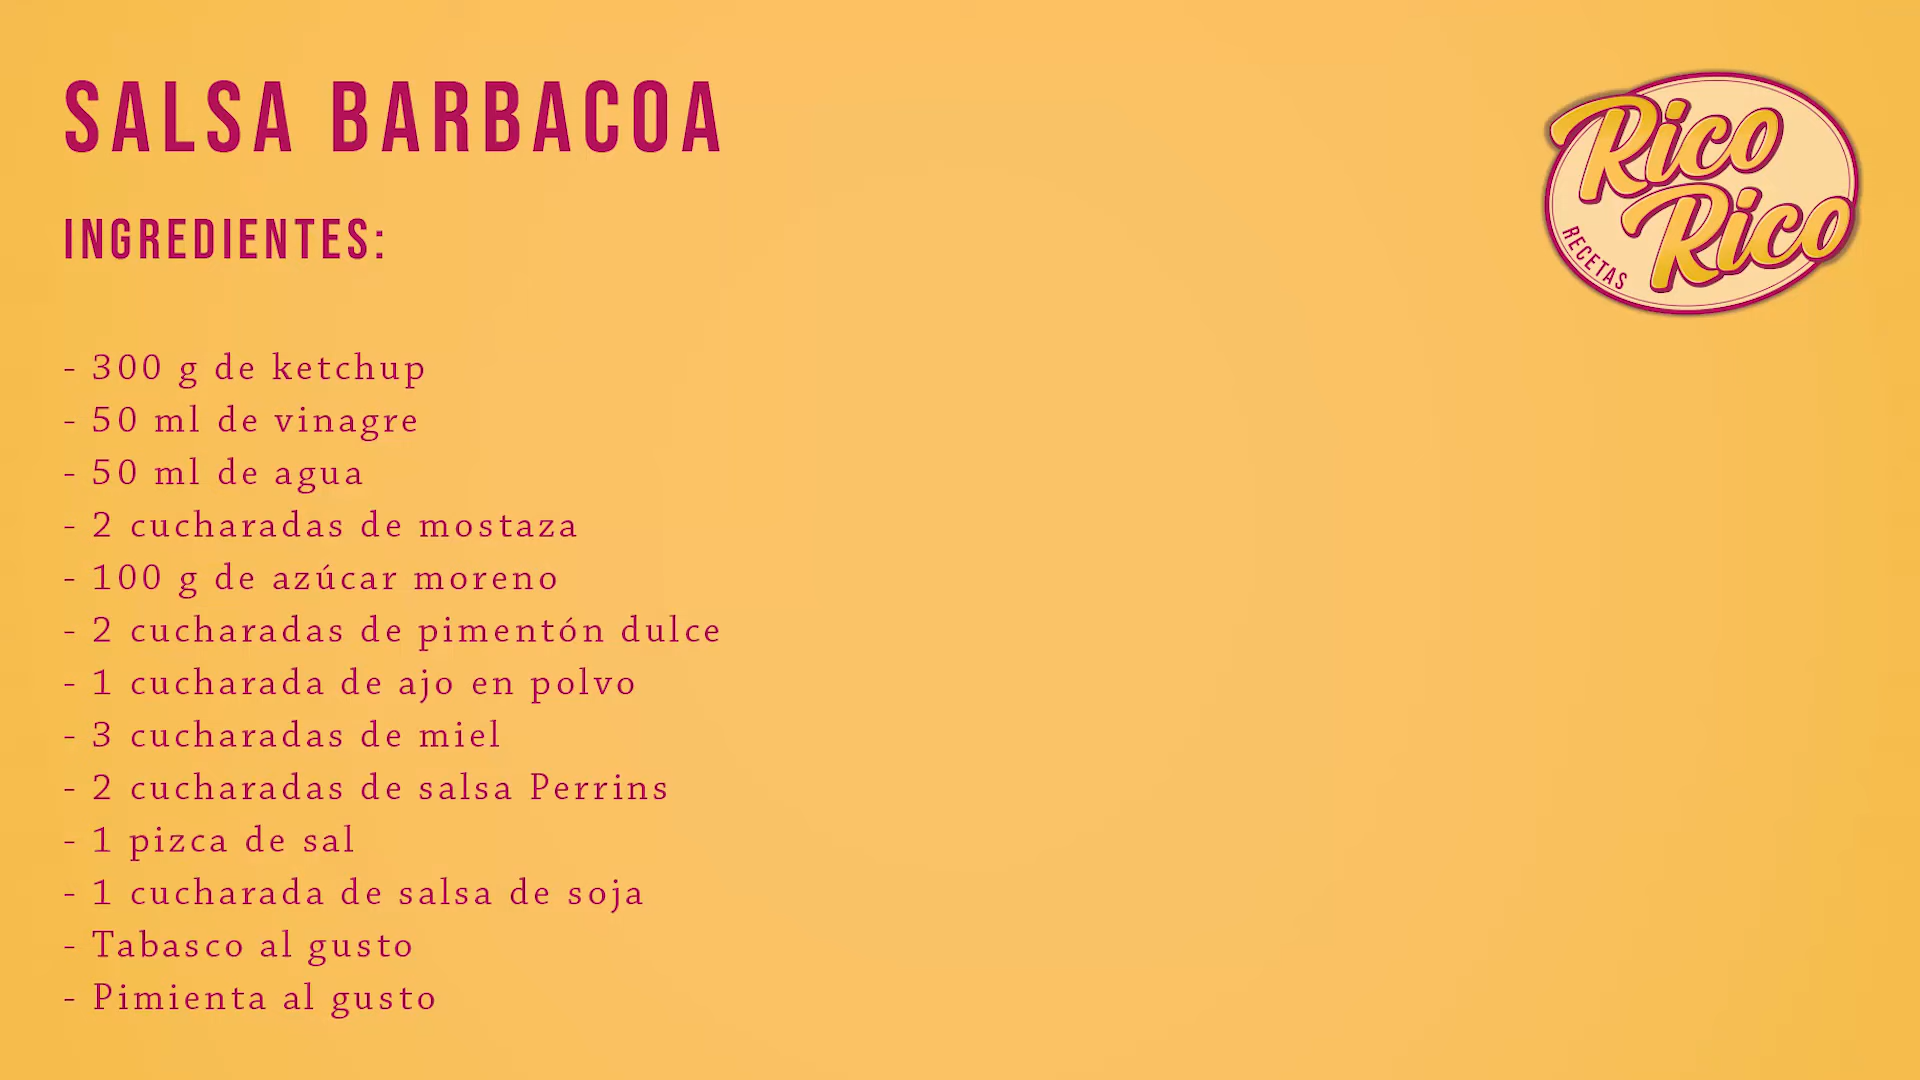 SALSA BARBACOA
INGREDIENTES:
- 300 g de ketchup
- 50 ml de vinagre
- 50 ml de agua
- 2 cucharadas de mostaza
- 100 g de azúcar moreno
- 2 cucharadas de pimentón dulce
- 1 cucharada de ajo en polvo
- 3 cucharadas de miel
- 2 cucharadas de salsa Perrins
- 1 pizca de sal
- 1 cucharada de salsa de soja
- Tabasco al gusto
- Pimienta al gusto
Rico
Rico
RECETAS